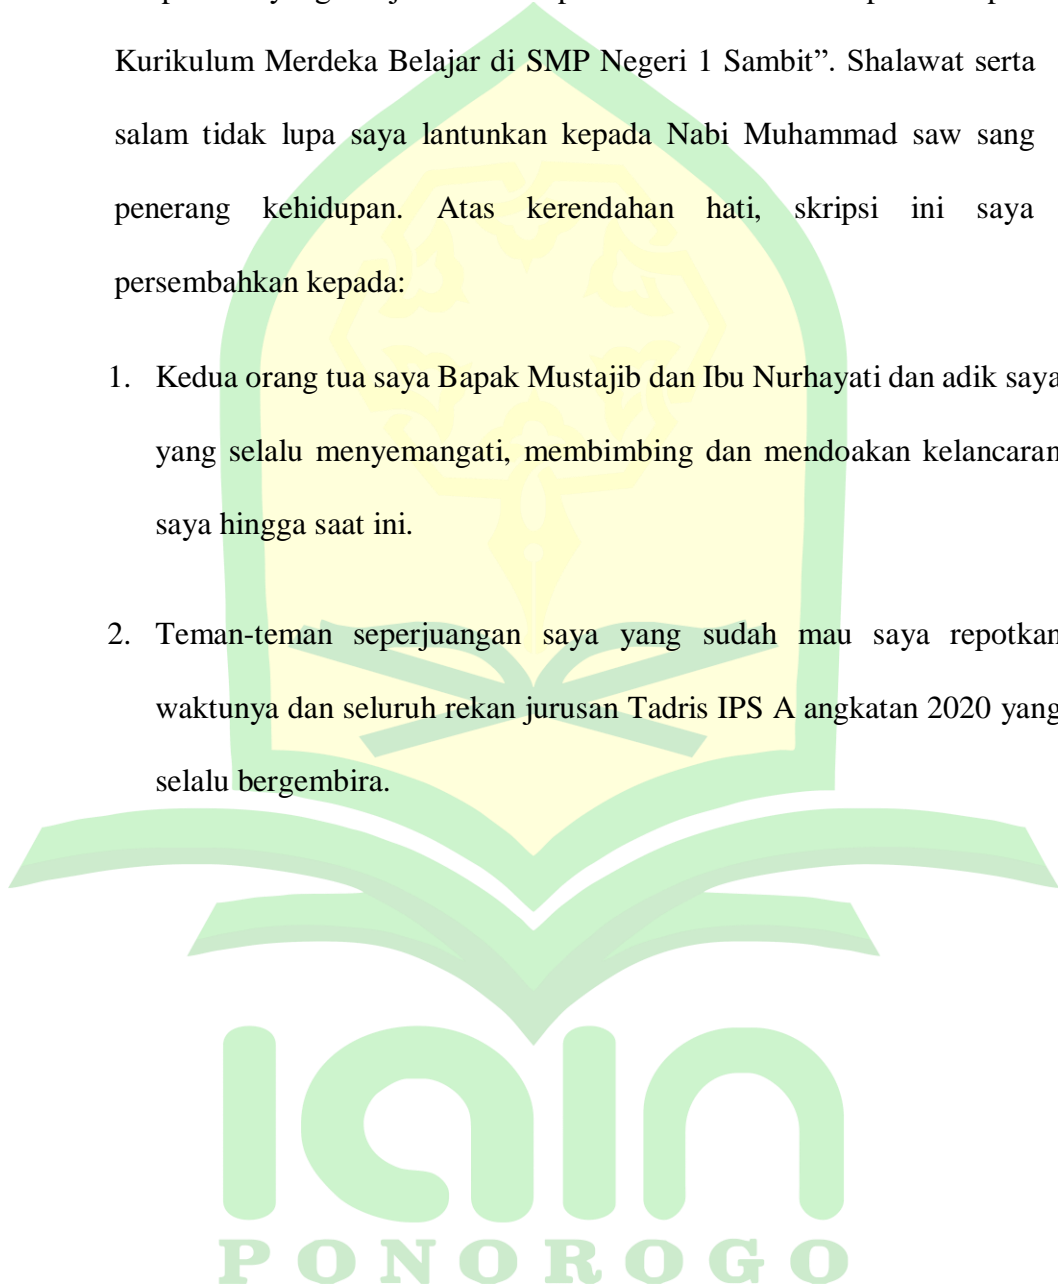 Kurikulum Merdeka Belajar di SMP Negeri 1 Sambit”. Shalawat serta
salam tidak lupa saya lantunkan kepada Nabi Muhammad saw sang
penerang kehidupan. Atas kerendahan hati, skripsi ini saya
persembahkan kepada:
1. Kedua orang tua saya Bapak Mustajib dan Ibu Nurhayati dan adik saya
yang selalu menyemangati, membimbing dan mendoakan kelancaran
saya hingga saat ini.
2. Teman-teman seperjuangan saya yang sudah mau saya repotkan
waktunya dan seluruh rekan jurusan Tadris IPS A angkatan 2020 yang
selalu bergembira.
iain
PONOROGO